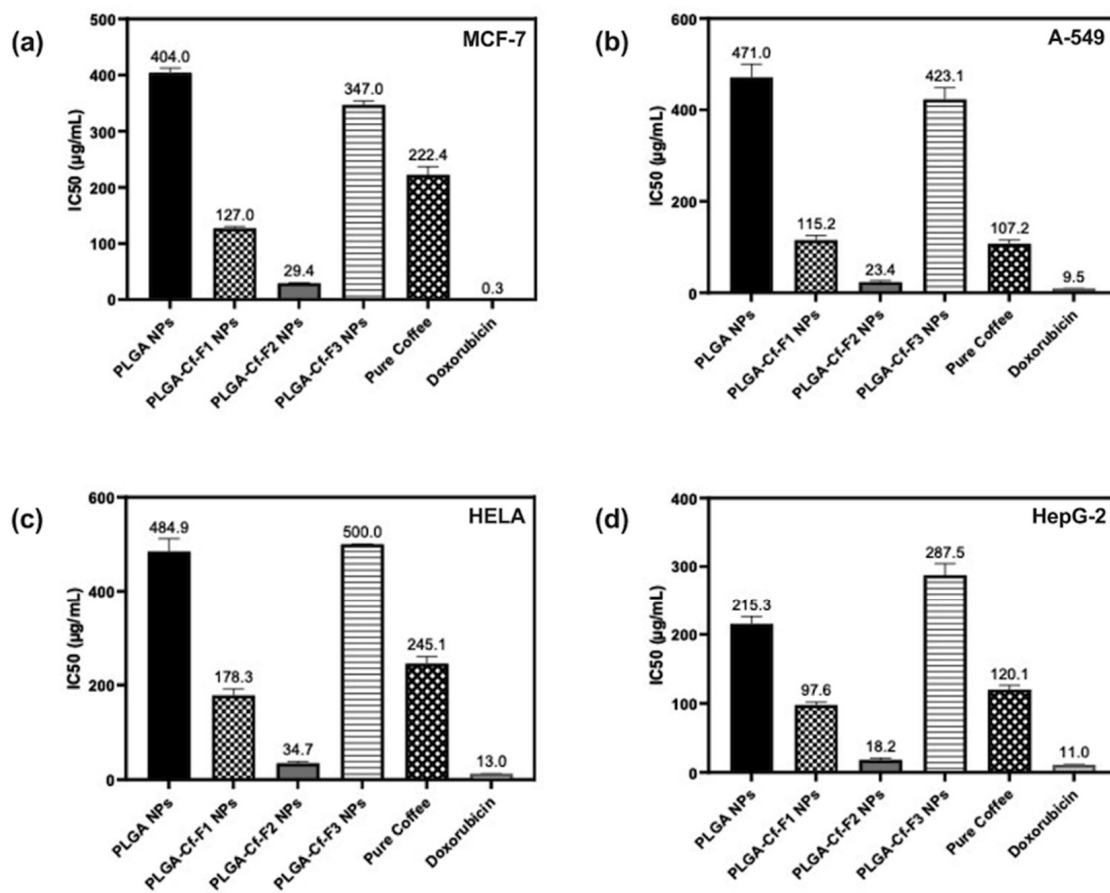 (a)
MCF-7
IC50 (µg/mL)
500
400
300
200
100
0
404.0
127.0
29.4
347.0
222.4
0.3
PLGA NPs
PLGA-Cf-F1 NPs
PLGA-Cf-F2 NPs
PLGA-Cf-F3 NPs
Pure Coffee
Doxorubicin
(b)
A-549
IC50 (µg/mL)
600
400
200
0
471.0
115.2
23.4
423.1
107.2
9.5
PLGA NPs
PLGA-Cf-F1 NPs
PLGA-Cf-F2 NPs
PLGA-Cf-F3 NPs
Pure Coffee
Doxorubicin
(c)
HELA
IC50 (µg/mL)
600
400
200
0
484.9
178.3
34.7
500.0
245.1
13.0
PLGA NPs
PLGA-Cf-F1 NPs
PLGA-Cf-F2 NPs
PLGA-Cf-F3 NPs
Pure Coffee
Doxorubicin
(d)
HepG-2
IC50 (µg/mL)
400
300
200
100
0
215.3
97.6
18.2
287.5
120.1
11.0
PLGA NPs
PLGA-Cf-F1 NPs
PLGA-Cf-F2 NPs
PLGA-Cf-F3 NPs
Pure Coffee
Doxorubicin